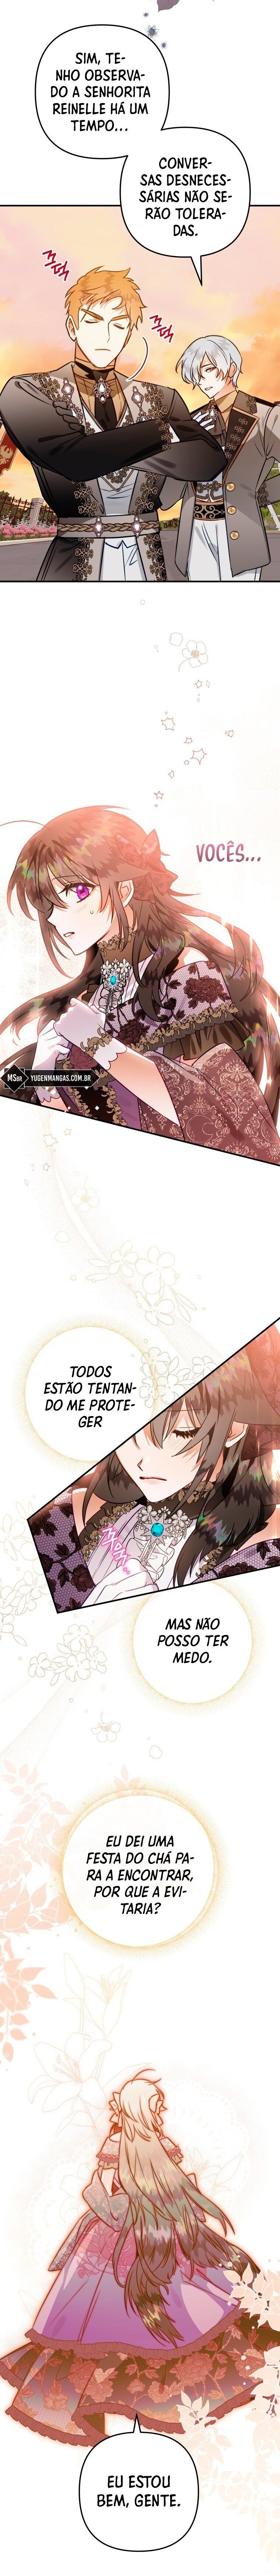 SIM, TE-
NHO OBSERVA-
DO A SENHORITA
REINELLE HÁ UM
TEMPO...
CONVER-
SAS DESNECES-
SÁRIAS NÃO SE-
RÃO TOLERA-
DAS.
VOCÊS...
MSBR YUGENMANGAS.COM.BR
TODOS
ESTÃO TENTAN-
DO ME PROTE-
GER
MAS NÃO
POSSO TER
MEDO.
EU DEI UMA
FESTA DO CHÁ PA-
RA A ENCONTRAR,
POR QUE A EVI-
TARIA?
EU ESTOU
BEM, GENTE.